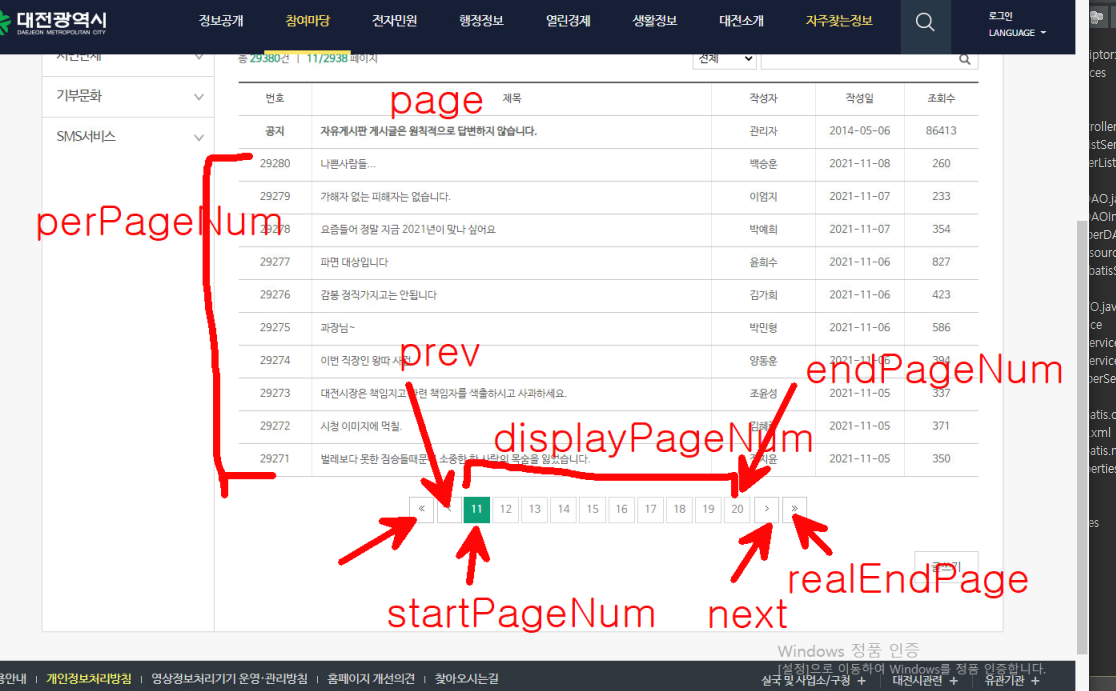 대전광역시
DAEJEON METROPOLITAN CITY
정보공개 참여마당 전자민원 행정정보 열린경제 생활정보 대전소개 자주찾는정보
로그인
LANGUAGE
총 29380건 | 11/2938 페이지 전체
기부문화
SMS서비스
번호 제목 작성자 작성일 조회수
page
공지 자유게시판 게시글은 원칙적으로 답변하지 않습니다. 관리자 2014-05-06 86413
29280 나쁜사람들... 백승훈 2021-11-08 260
29279 가해자 없는 피해자는 없습니다. 이엄지 2021-11-07 233
perPageNum
29278 요즘들어 정말 지금 2021년이 맞나 싶어요 박예희 2021-11-07 354
29277 파면 대상입니다 윤희수 2021-11-06 827
29276 감봉 정직가지고는 안됩니다 김가희 2021-11-06 423
29275 과장님~ 박민형 2021-11-06 586
prev
29274 이번 직장인 왕따 사건 양동훈 2021-11-06 394
endPageNum
29273 대전시장은 책임지고 관련 책임자를 색출하시고 사과하세요. 조윤성 2021-11-05 337
29272 시청 이미지에 먹칠. 2021-11-05 371
displayPageNum
29271 벌레보다 못한 짐승들때문에 소중한 한 사람의 목숨을 잃었습니다. 2021-11-05 350
« ‹ 11 12 13 14 15 16 17 18 19 20 › »
글쓰기
realEndPage
startPageNum next
Windows 정품 인증
[설정]으로 이동하여 Windows를 정품 인증합니다.
개인정보처리방침 | 영상정보처리기기 운영·관리방침 | 홈페이지 개선의견 | 찾아오시는길 실국 및 사업소/구청 + 대전시관련 + 유관기관 +